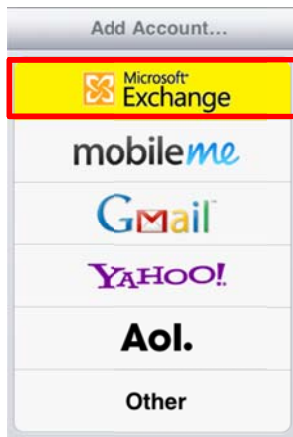 Add Account...
Microsoft
Exchange
mobileme
Gmail
YAHOO!
Aol.
Other